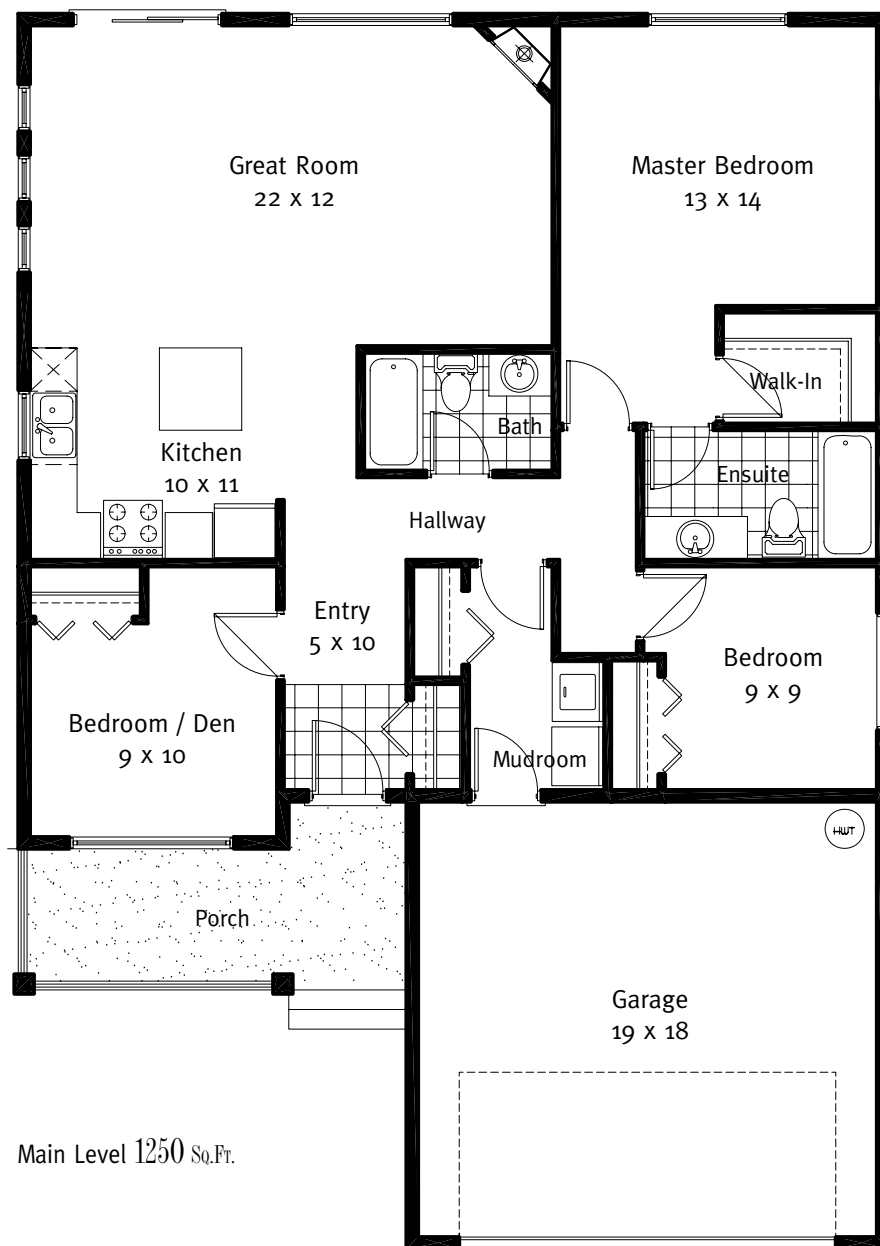 Great Room
22 x 12
Master Bedroom
13 x 14
Walk-In
Bath
Kitchen
10 x 11
Ensuite
Hallway
Entry
5 x 10
Bedroom
9 x 9
Bedroom / Den
9 x 10
Mudroom
HWT
Porch
Garage
19 x 18
Main Level 1250 Sq.Ft.